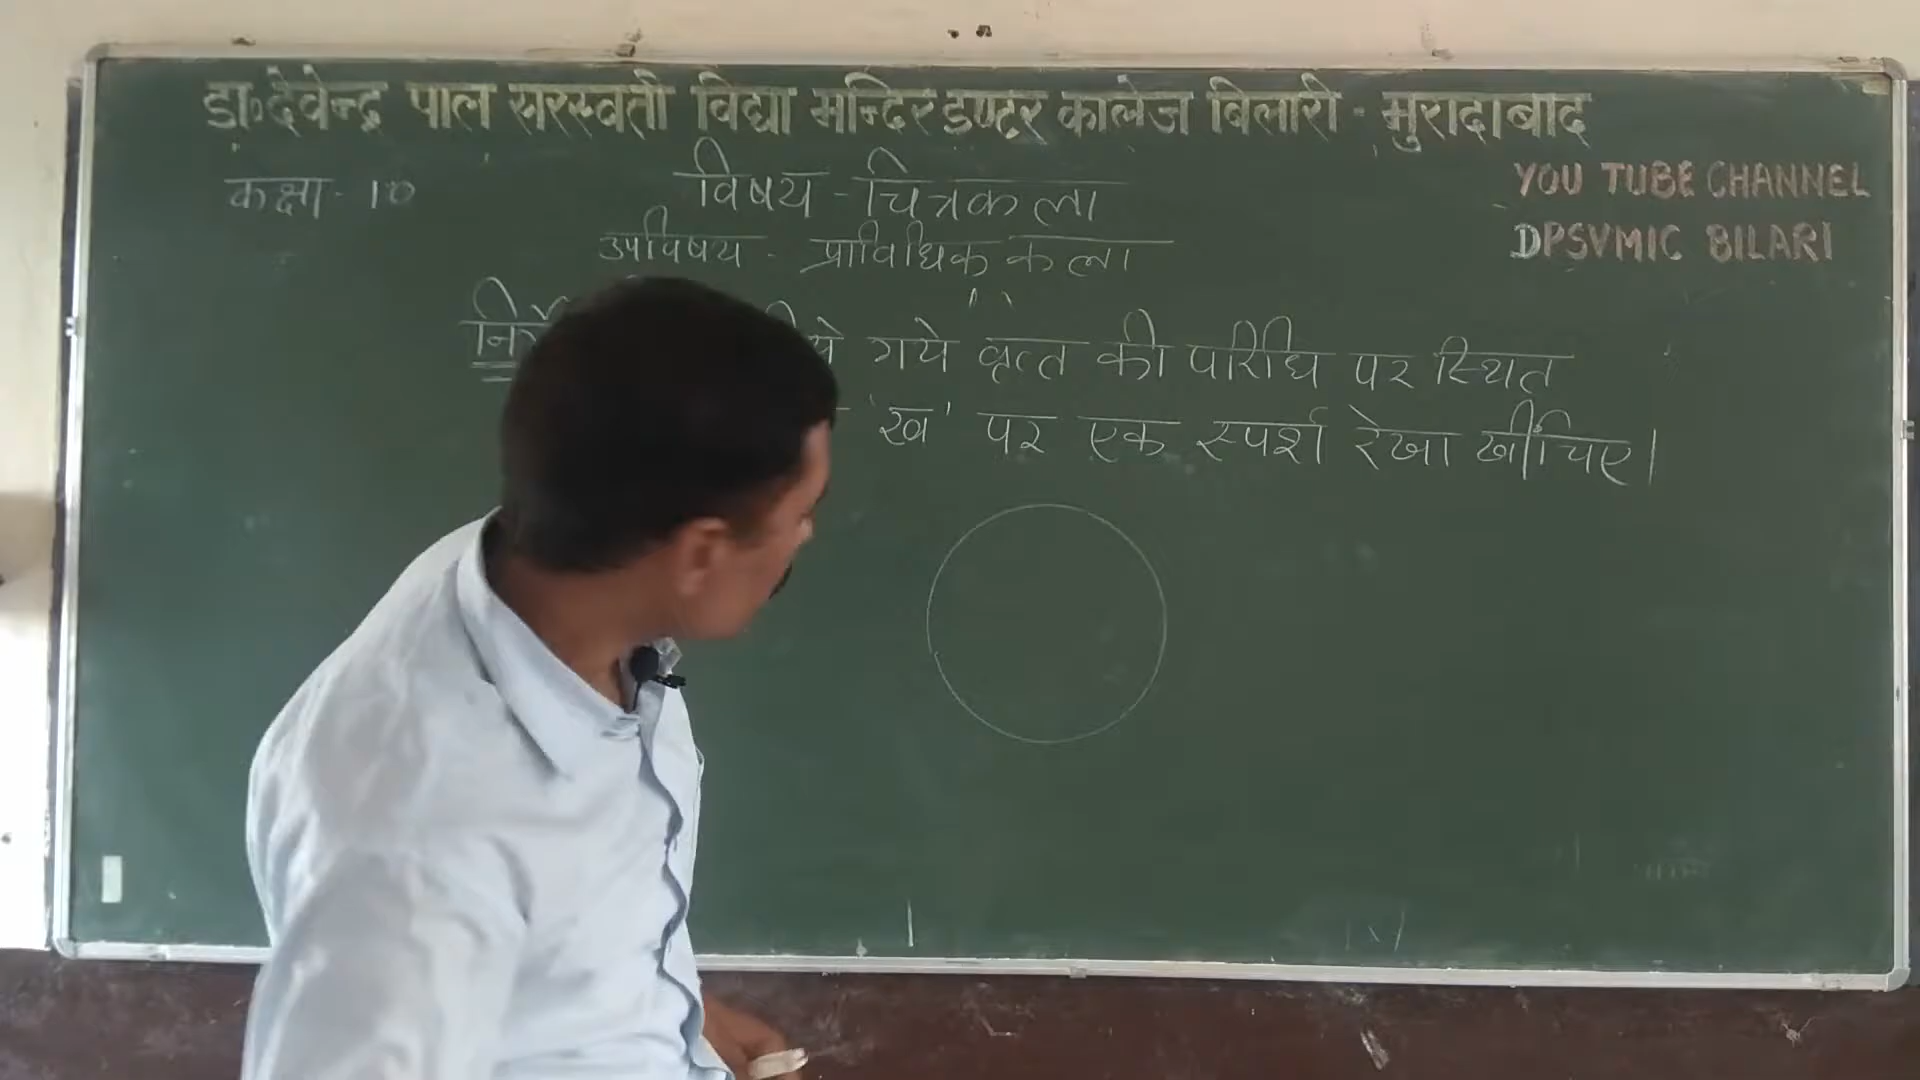 डा॰ देवेन्द्र पाल सरस्वती विद्या मन्दिर इण्टर कालेज बिलारी - मुरादाबाद
कक्षा - 10
विषय - चित्रकला
उपविषय - प्राविधिक कला
YOU TUBE CHANNEL
DPSVMIC BILARI
गये वृत्त की परिधि पर स्थित
'ख' पर एक स्पर्श रेखा खींचिए।